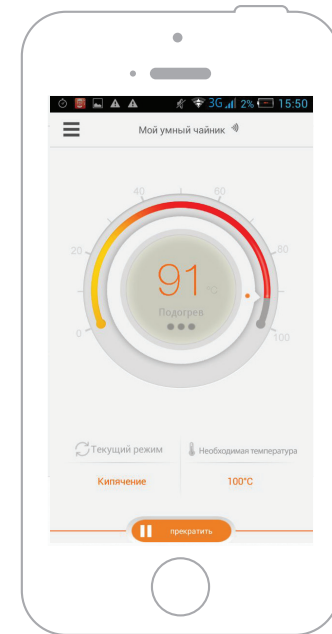 3G 2% 15:50
Мой умный чайник
40 60
20 80
91 °C
Подогрев
0 100
Текущий режим Необходимая температура
Кипячение 100°C
прекратить